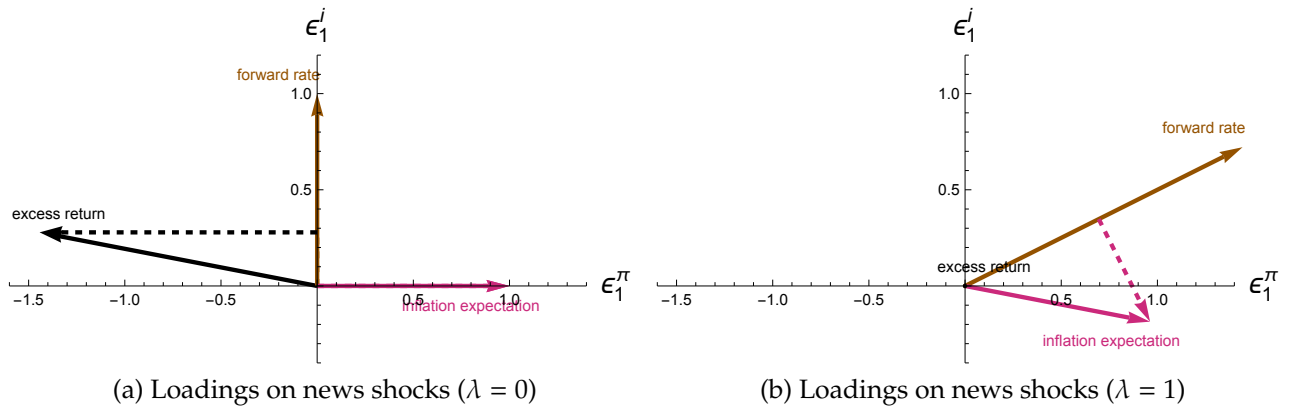 ϵ₁ⁱ
forward rate
1.0
0.5
excess return
−1.5
−1.0
−0.5
0.5
1.0
ϵ₁^π
inflation expectation
(a) Loadings on news shocks (λ = 0)
ϵ₁ⁱ
1.0
forward rate
0.5
excess return
−1.5
−1.0
−0.5
0.5
1.0
ϵ₁^π
inflation expectation
(b) Loadings on news shocks (λ = 1)